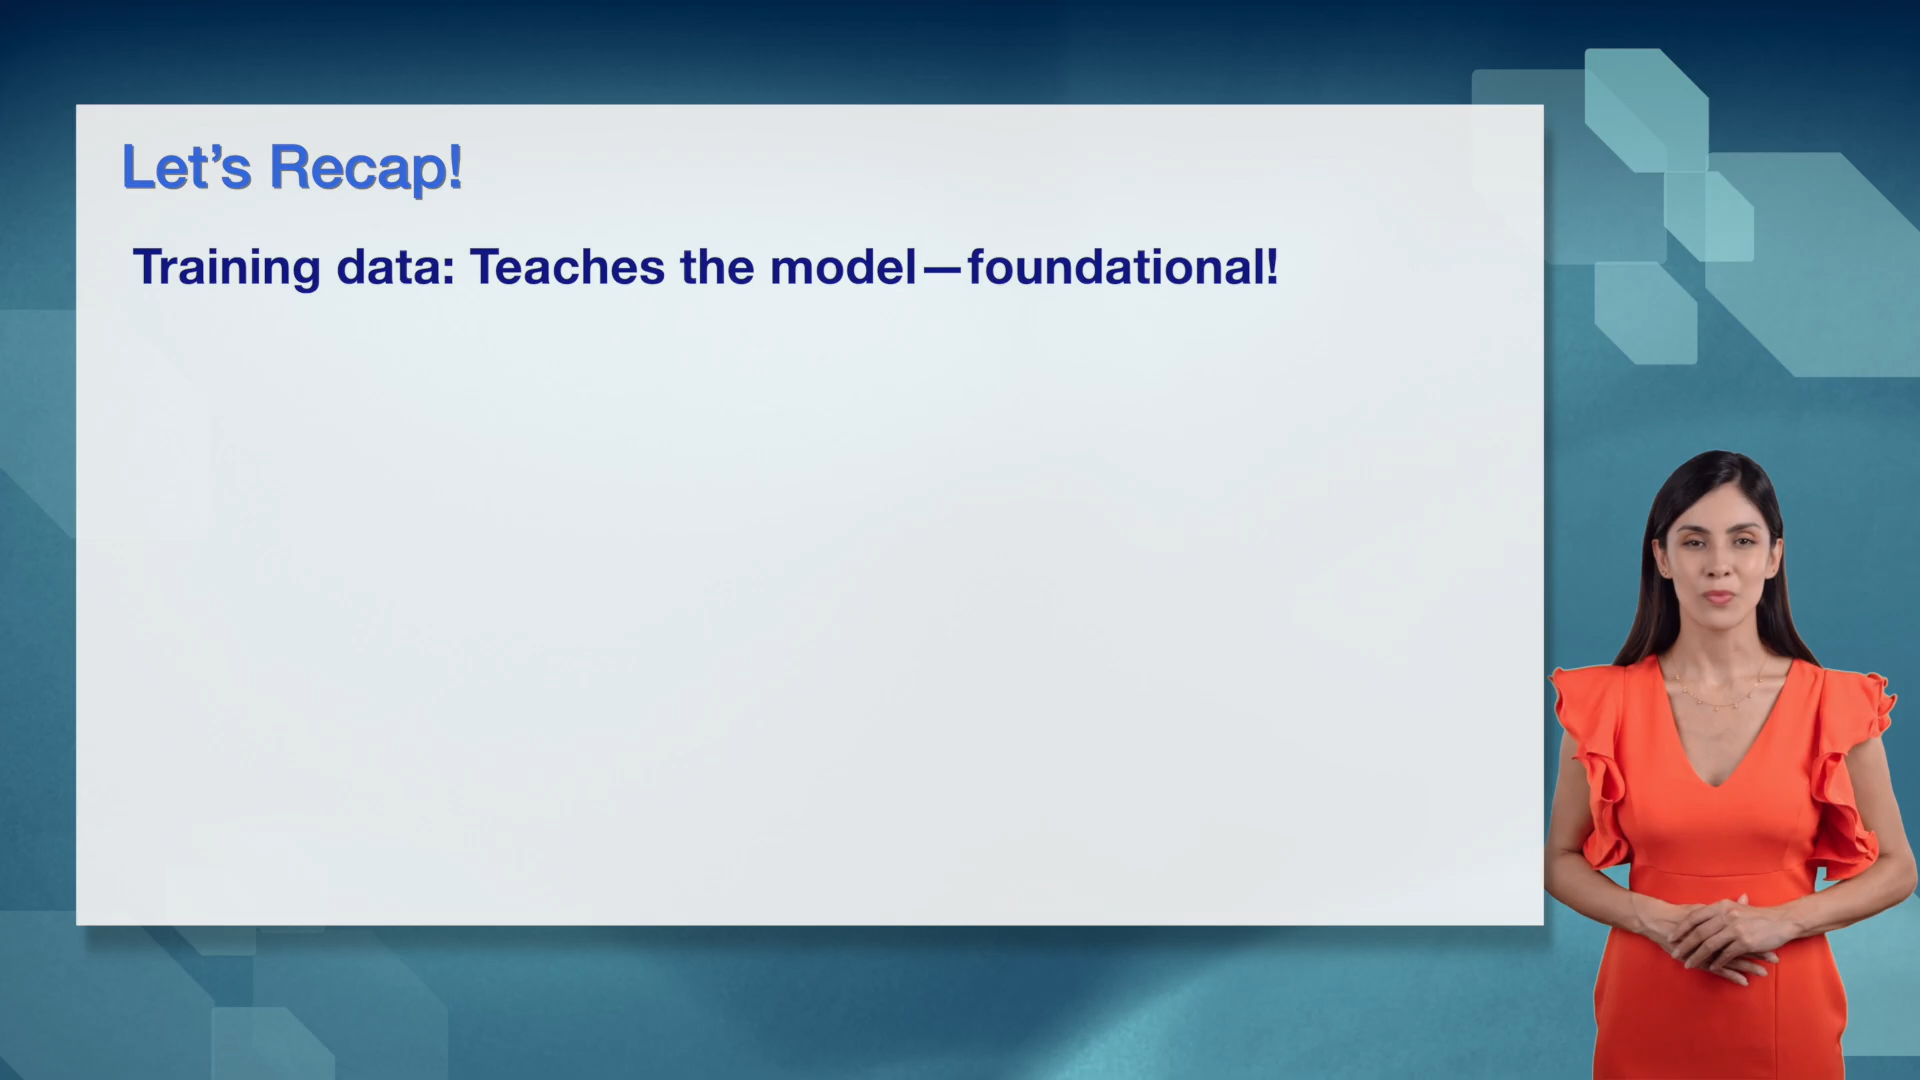 Let’s Recap!
Training data: Teaches the model—foundational!